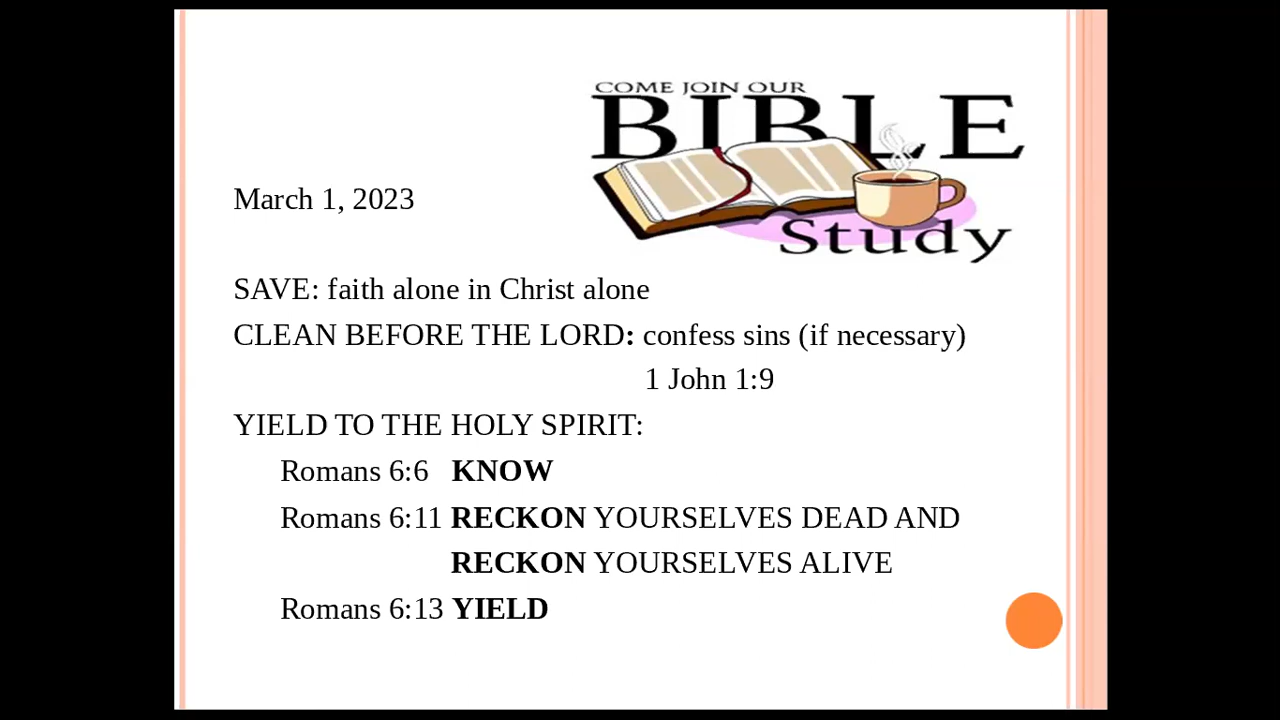 COME JOIN OUR
BIBLE
Study
March 1, 2023
SAVE: faith alone in Christ alone
CLEAN BEFORE THE LORD: confess sins (if necessary)
1 John 1:9
YIELD TO THE HOLY SPIRIT:
Romans 6:6 KNOW
Romans 6:11 RECKON YOURSELVES DEAD AND
RECKON YOURSELVES ALIVE
Romans 6:13 YIELD